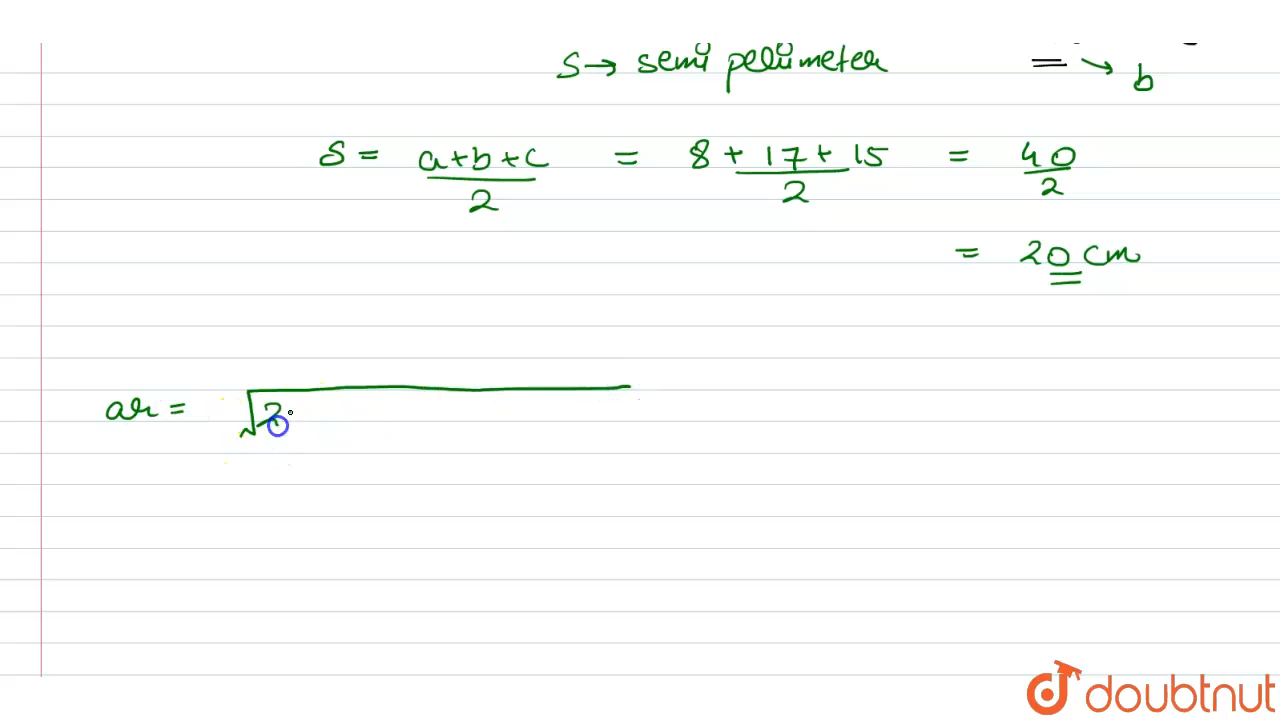 S → semi perimeter
b
S = a+b+c/2 = 8+17+15/2 = 40/2
= 20 cm
ar = √2
doubtnut